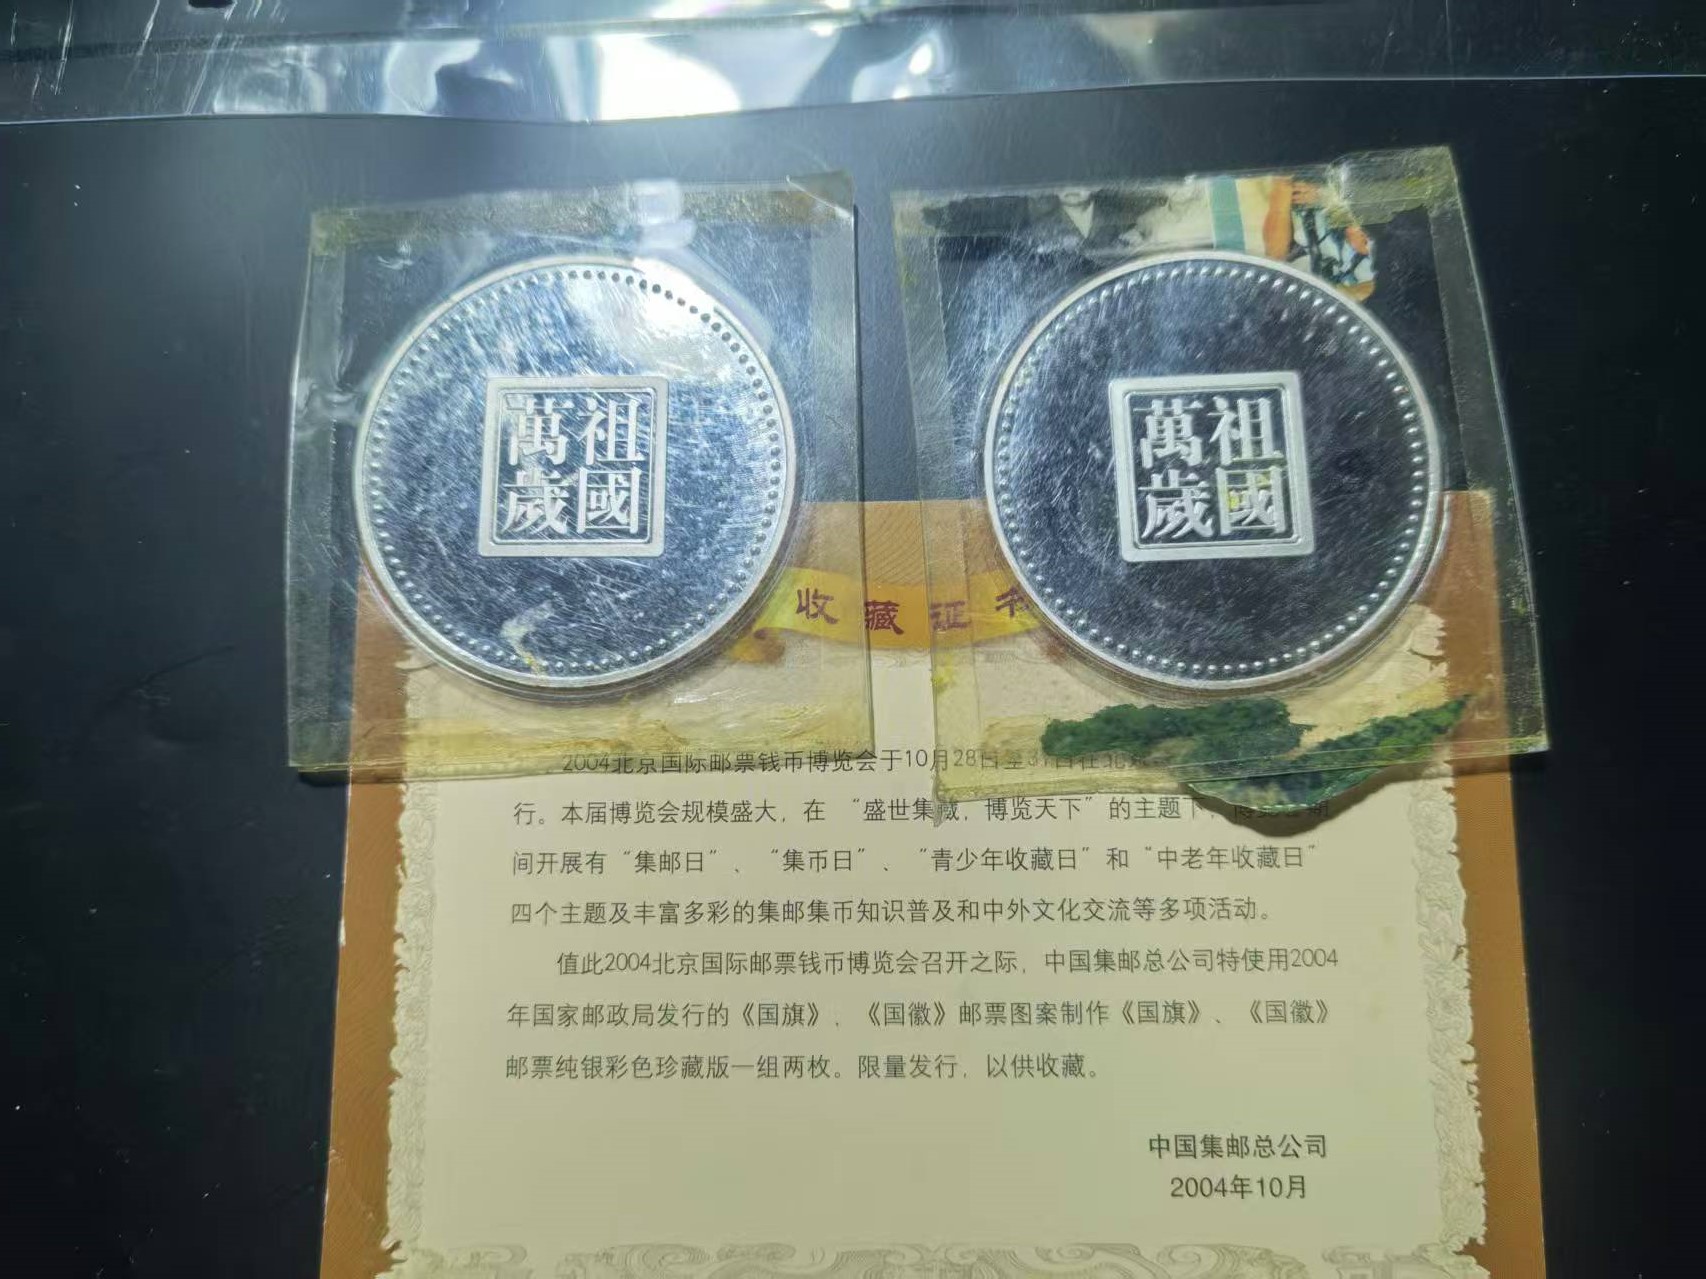 祖萬
國歲
祖萬
國歲
收藏证书
2004北京国际邮票钱币博览会于10月28日至31日在北京
行。本届博览会规模盛大，在“盛世集藏，博览天下”的主题下，博览会期
间开展有“集邮日”、“集币日”、“青少年收藏日”和“中老年收藏日”
四个主题及丰富多彩的集邮集币知识普及和中外文化交流等多项活动。
值此2004北京国际邮票钱币博览会召开之际，中国集邮总公司特使用2004
年国家邮政局发行的《国旗》、《国徽》邮票图案制作《国旗》、《国徽》
邮票纯银彩色珍藏版一组两枚。限量发行，以供收藏。
中国集邮总公司
2004年10月